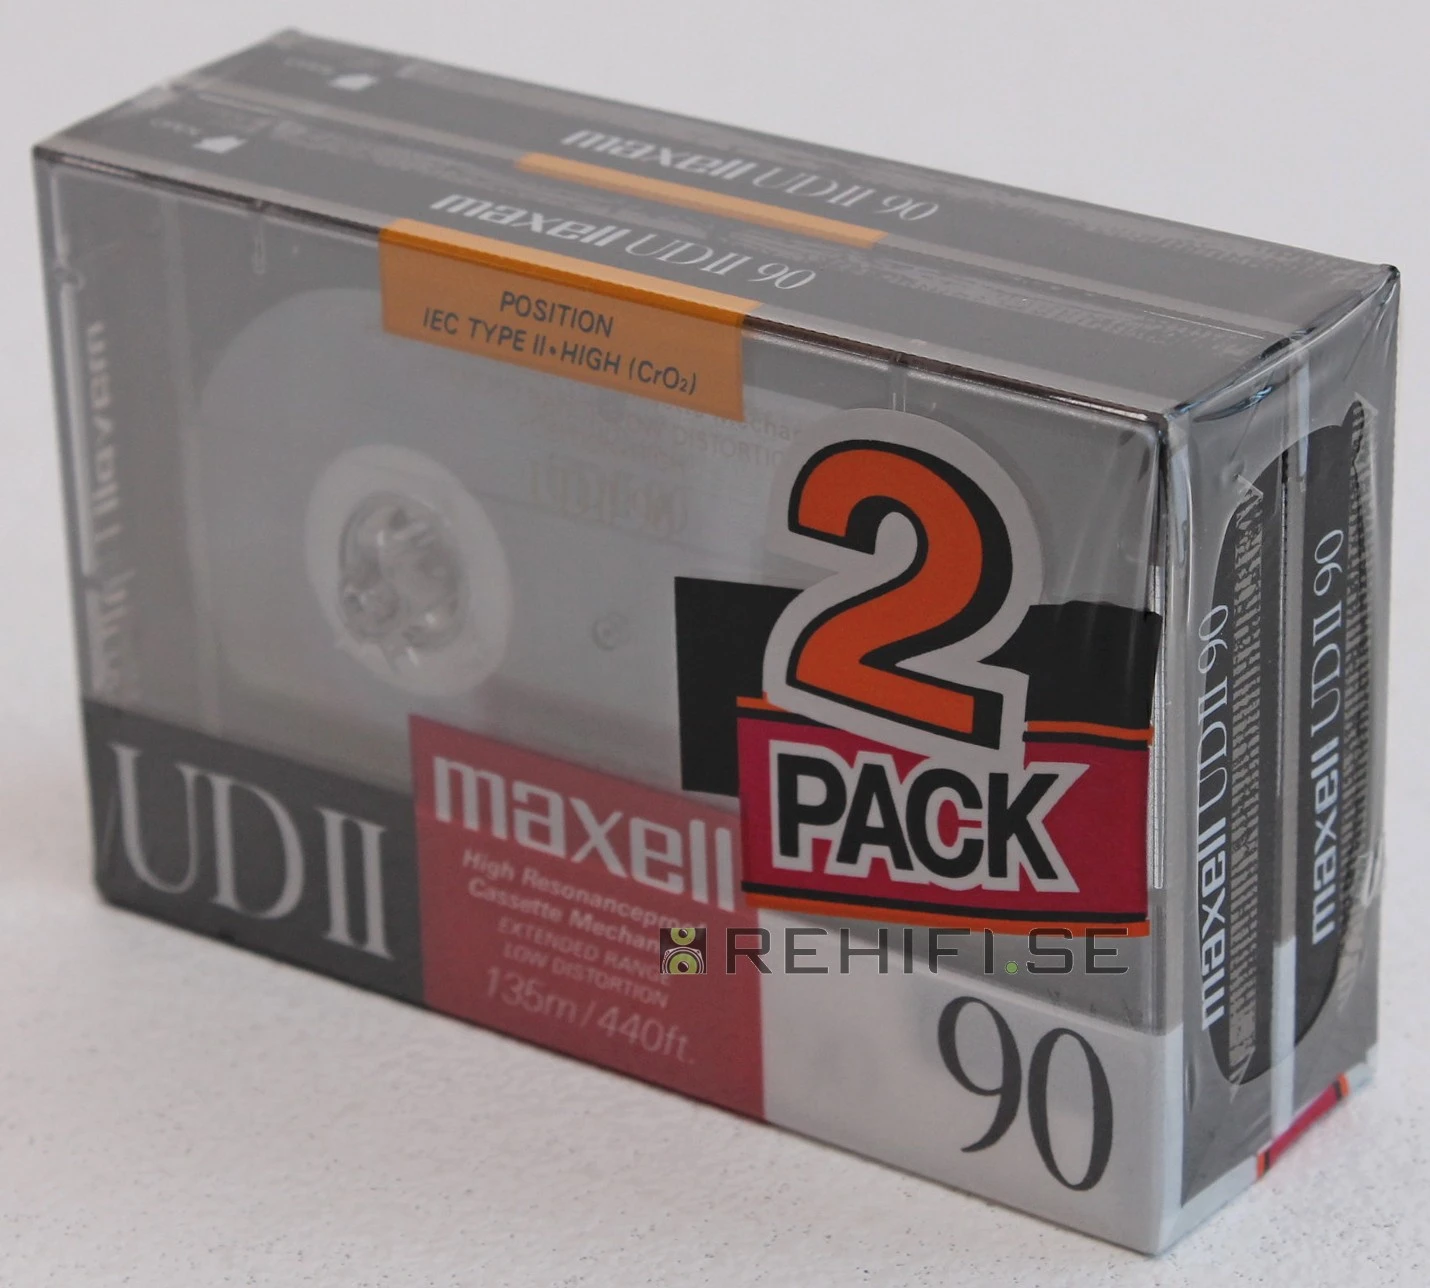 maxell UDII 90
maxell UDII 90
POSITION
IEC TYPE II•HIGH (CrO₂)
2
PACK
UDII
maxell
High Resonanceproof
Cassette Mechan
EXTENDED RANGE
LOW DISTORTION
135m/440ft.
90
maxell UDII 90
maxell UDII 90
REHIFI.SE